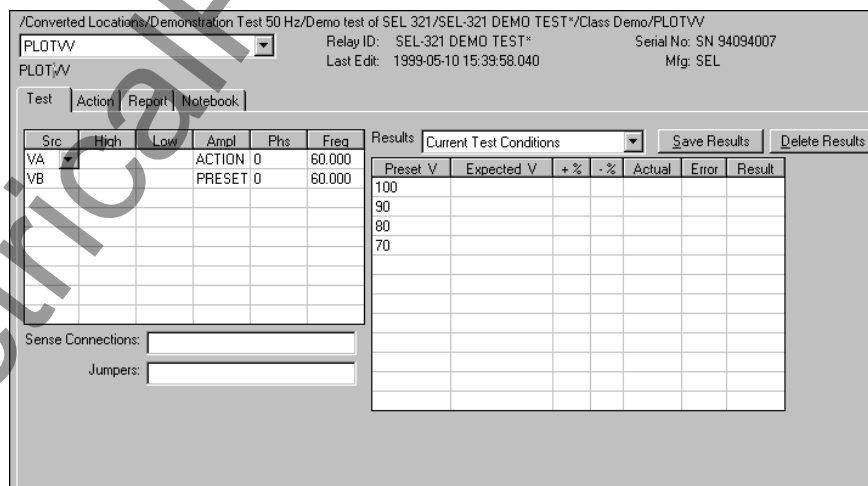 /Converted Locations/Demonstration Test 50 Hz/Demo test of SEL 321/SEL-321 DEMO TEST*/Class Demo/PLOTVV
PLOTVV
Relay ID: SEL-321 DEMO TEST*
Serial No: SN 94094007
Last Edit: 1999-05-10 15:39:58.040
Mfg: SEL
PLOTVV
Test Action Report Notebook
Results Current Test Conditions Save Results Delete Results
Src High Low Ampl Phs Freq
VA ACTION 0 60.000
VB PRESET 0 60.000
Preset V Expected V + % - % Actual Error Result
100
90
80
70
Sense Connections:
Jumpers: